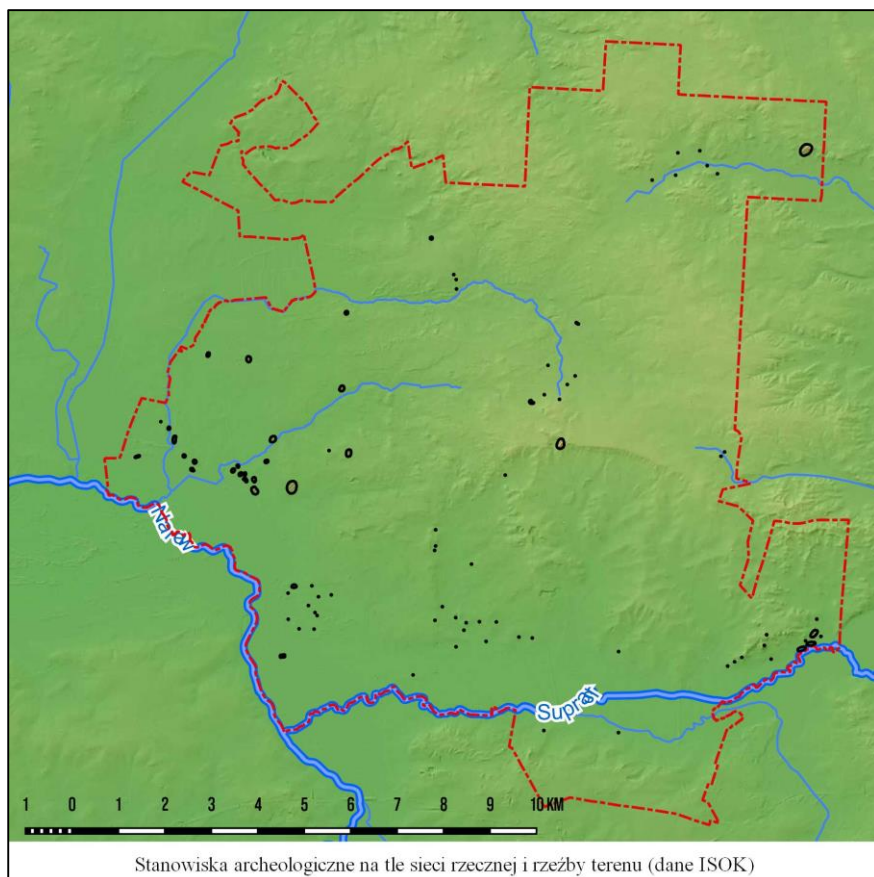 Narew
Supraśl
1 0 1 2 3 4 5 6 7 8 9 10 KM
Stanowiska archeologiczne na tle sieci rzecznej i rzeźby terenu (dane ISOK)